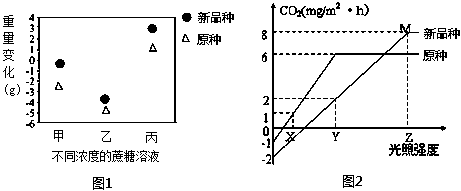 重量变化(g)
4
3
2
1
0
-1
-2
-3
-4
-5
-6
● 新品种
△ 原种
甲 乙 丙
不同浓度的蔗糖溶液
图1
CO₂(mg/m²·h)
8
6
2
1
0
-1
-2
M
新品种
原种
X Y Z
光照强度
图2